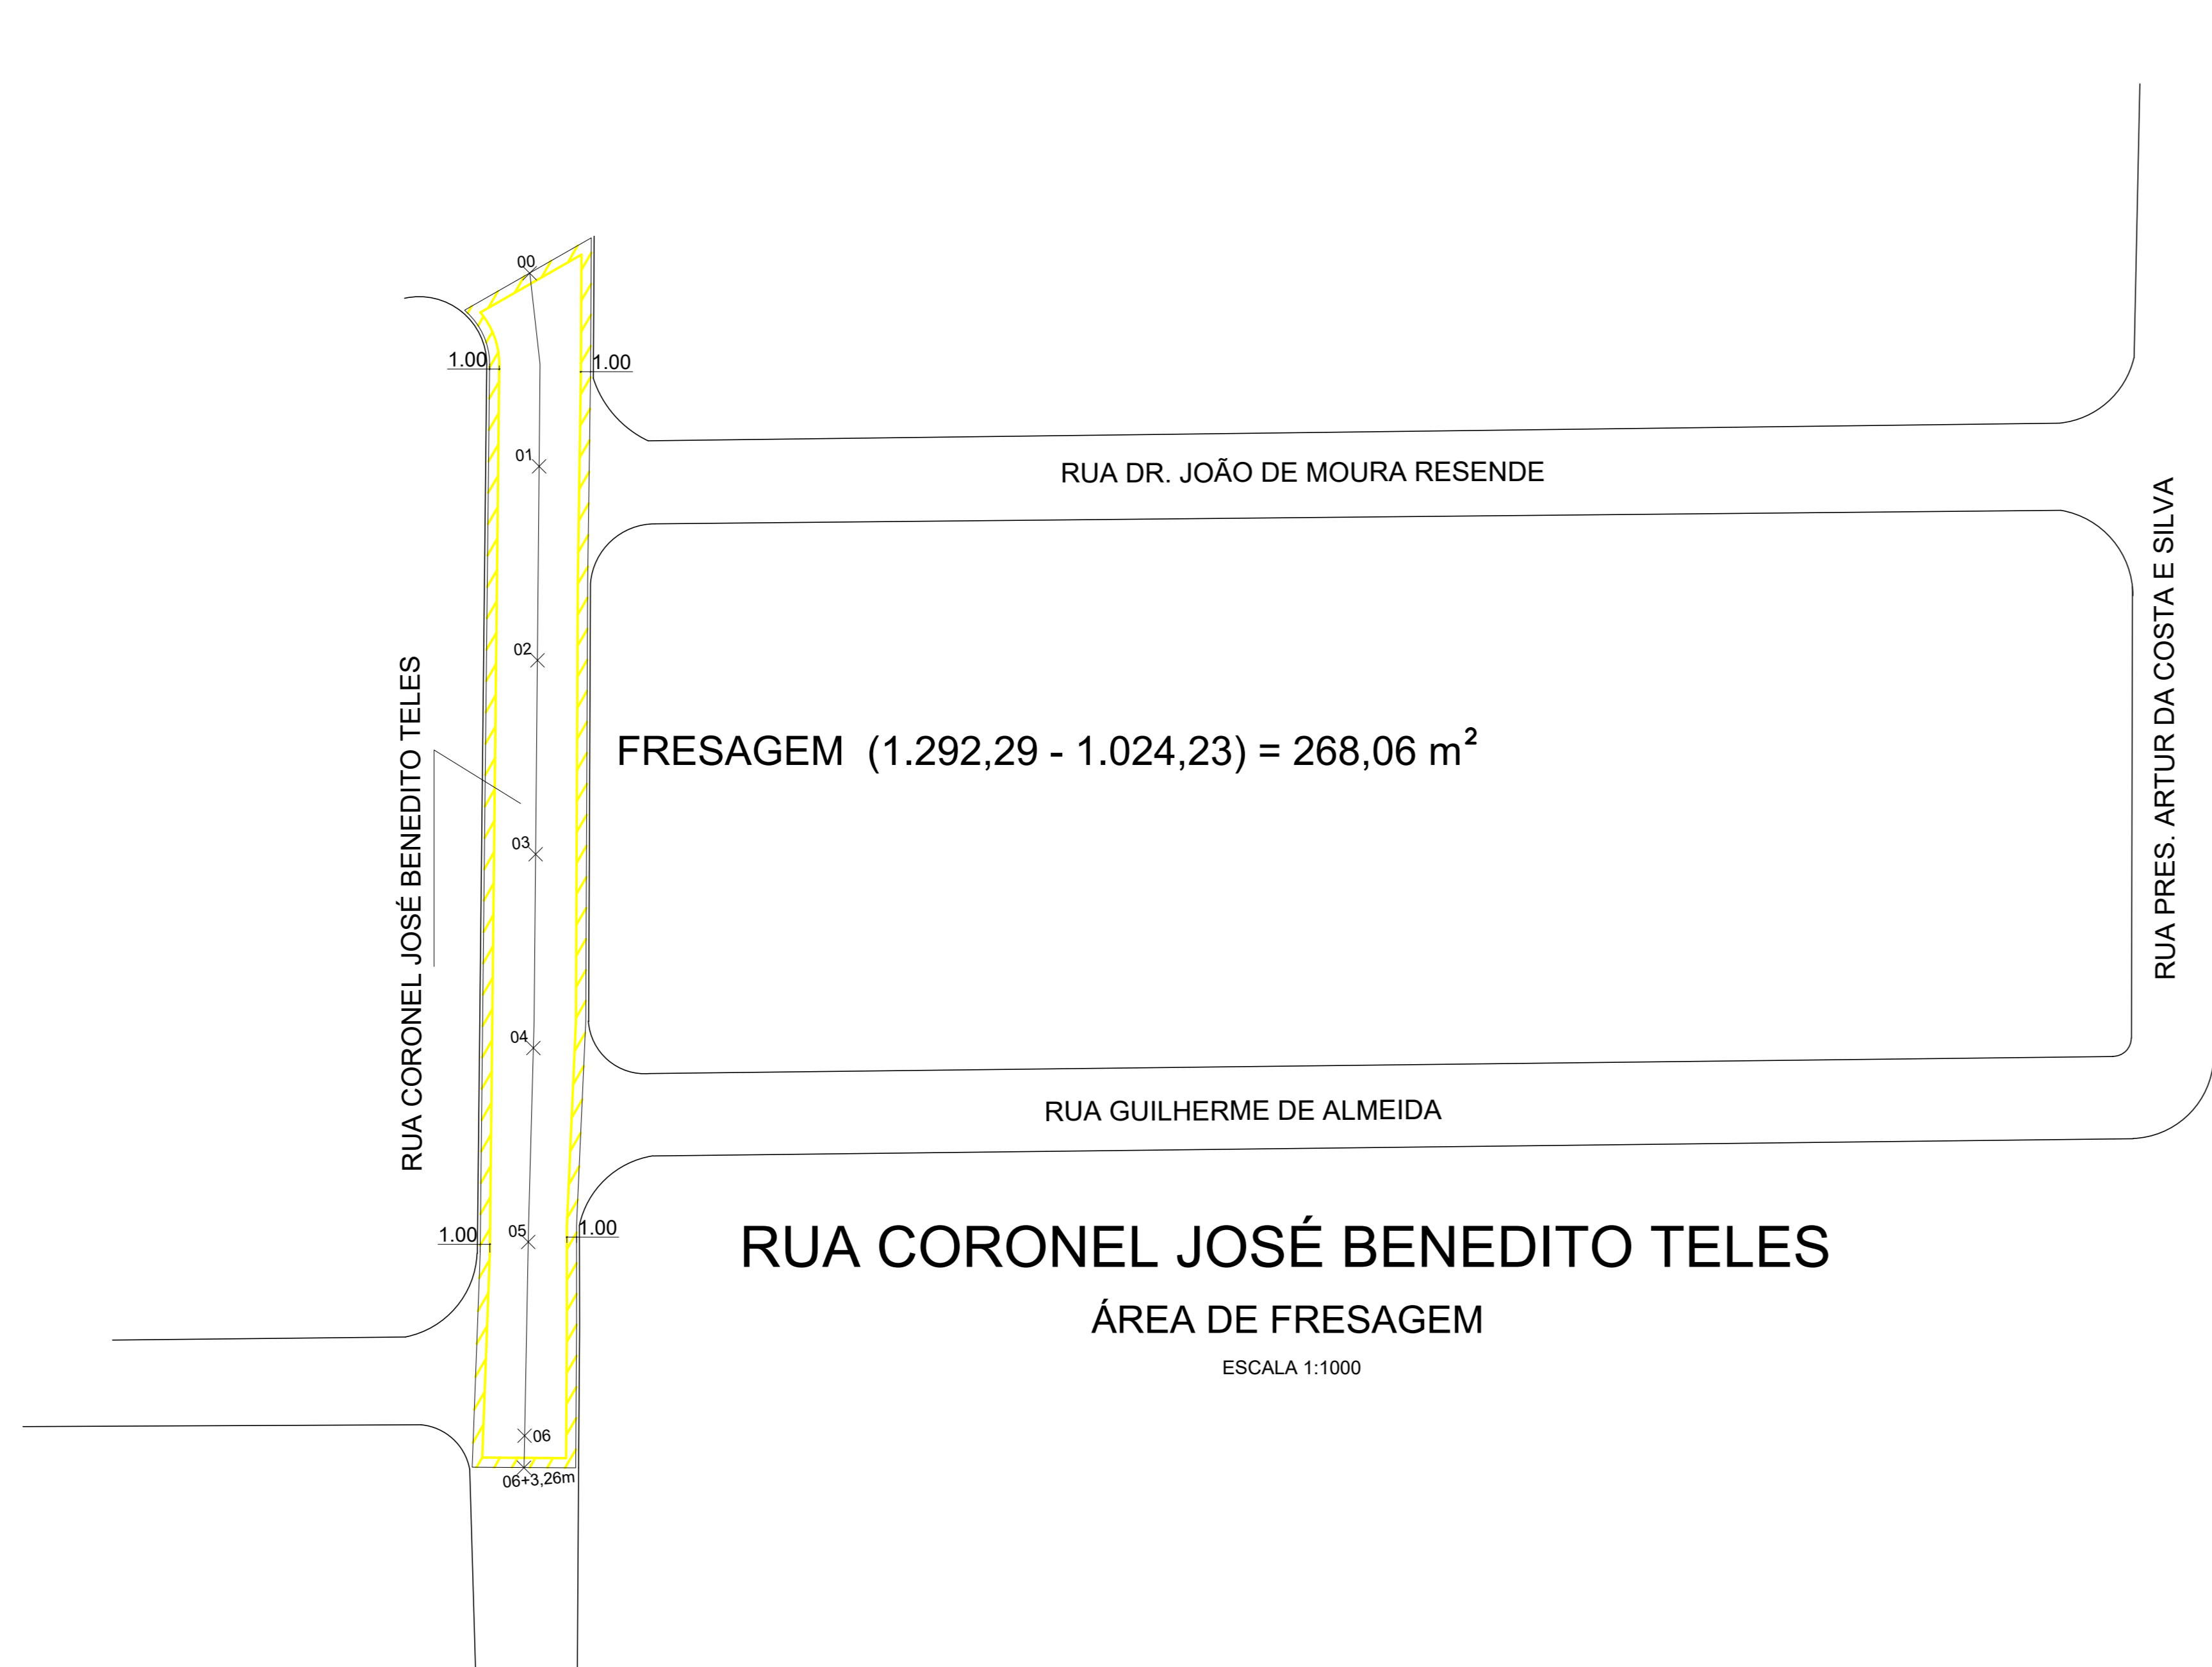 00
1.00
1.00
01
RUA DR. JOÃO DE MOURA RESENDE
RUA PRES. ARTUR DA COSTA E SILVA
02
RUA CORONEL JOSÉ BENEDITO TELES
FRESAGEM (1.292,29 - 1.024,23) = 268,06 m²
03
04
RUA GUILHERME DE ALMEIDA
1.00
05
1.00
RUA CORONEL JOSÉ BENEDITO TELES
ÁREA DE FRESAGEM
ESCALA 1:1000
06
06+3,26m